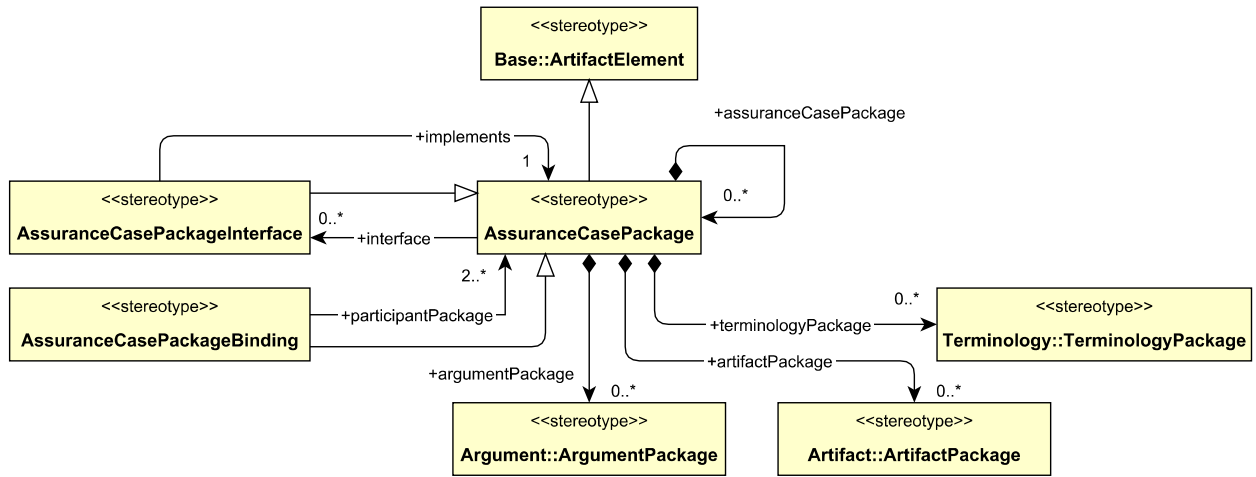 <<stereotype>>
Base::ArtifactElement
+assuranceCasePackage
+implements
1
<<stereotype>>
AssuranceCasePackageInterface
<<stereotype>>
AssuranceCasePackage
0..*
0..*
+interface
2..*
<<stereotype>>
AssuranceCasePackageBinding
+participantPackage
0..*
+terminologyPackage
<<stereotype>>
Terminology::TerminologyPackage
+artifactPackage
+argumentPackage
0..*
0..*
<<stereotype>>
Argument::ArgumentPackage
<<stereotype>>
Artifact::ArtifactPackage